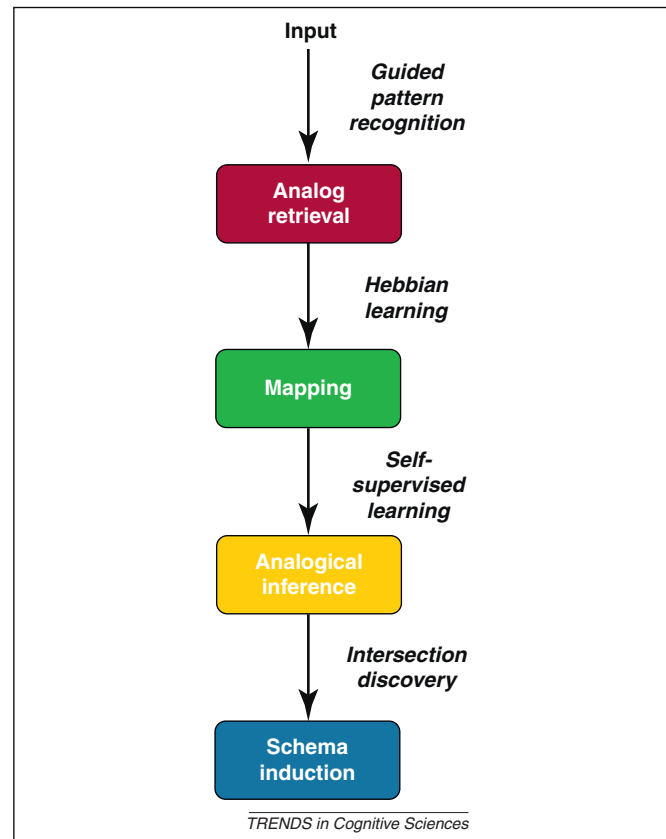 Input
Guided
pattern
recognition
Analog
retrieval
Hebbian
learning
Mapping
Self-
supervised
learning
Analogical
inference
Intersection
discovery
Schema
induction
TRENDS in Cognitive Sciences